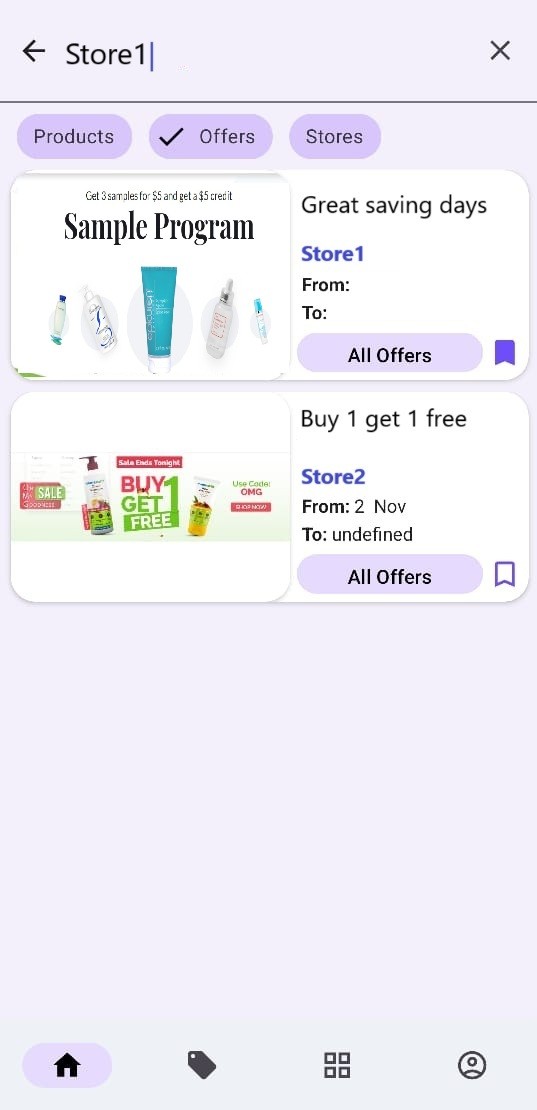 Store1
Products
Offers
Stores
Get 3 samples for $5 and get a $5 credit
Sample Program
Great saving days
Store1
From:
To:
All Offers
Sale Ends Tonight
SALE
GOODNESS
BUY 1
GET
FREE
Use Code:
OMG
SHOP NOW
Buy 1 get 1 free
Store2
From: 2 Nov
To: undefined
All Offers